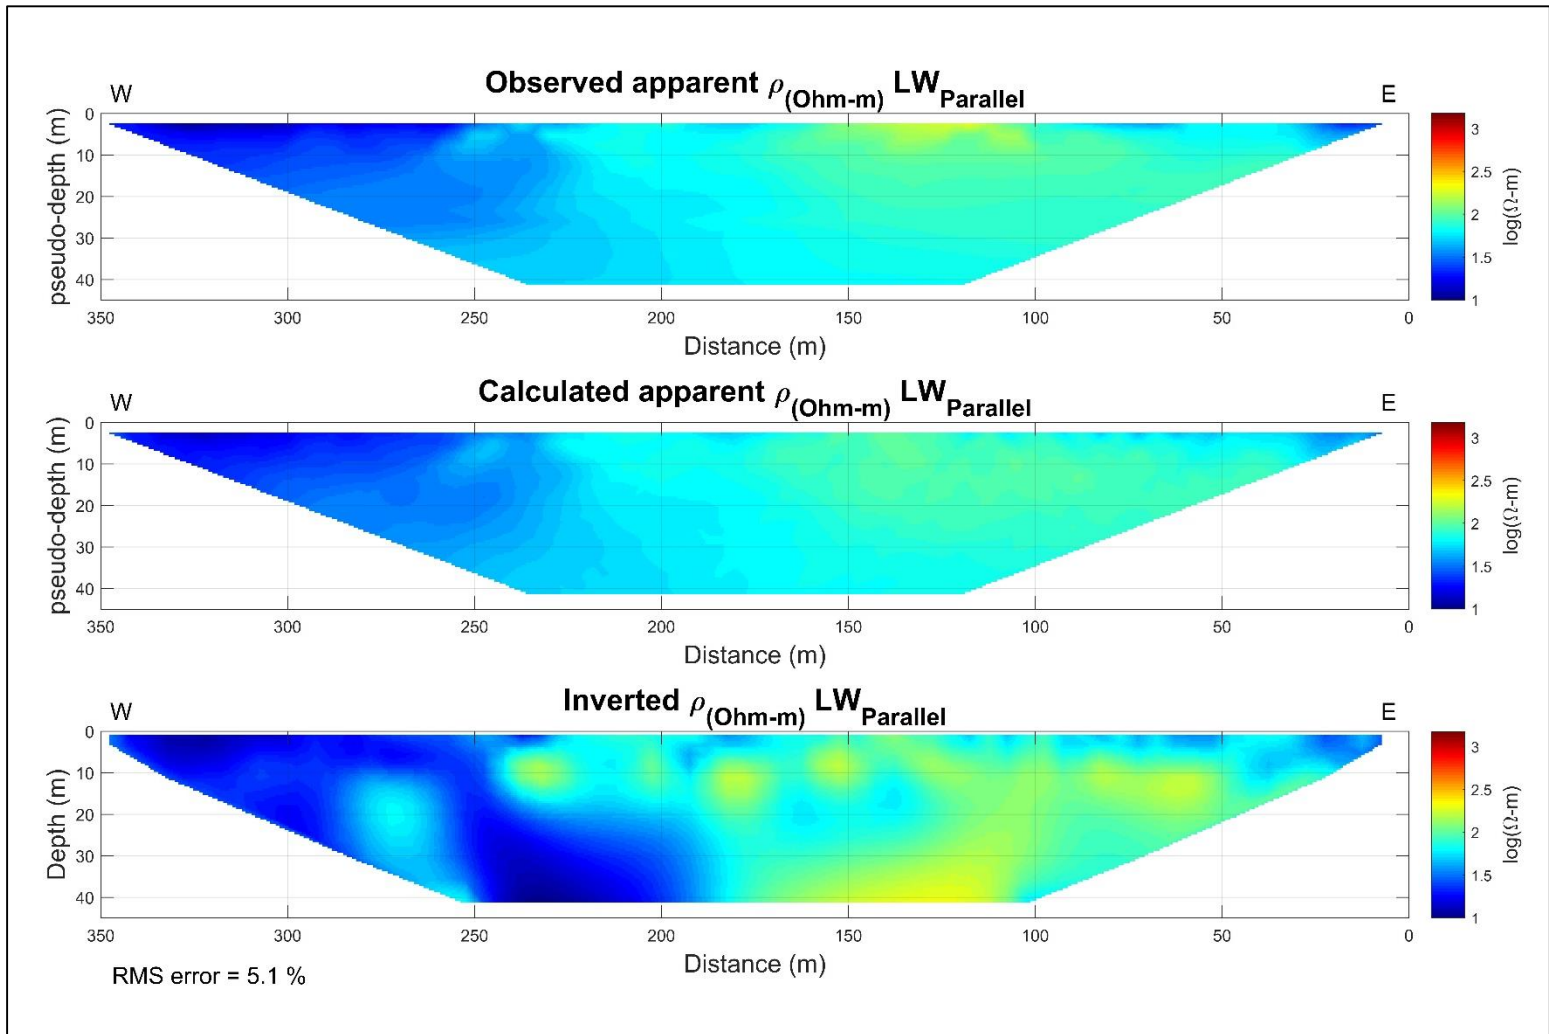 Observed apparent ρ(Ohm-m) LWParallel
W
E
pseudo-depth (m)
0
10
20
30
40
350 300 250 200 150 100 50 0
Distance (m)
3
2.5
2
1.5
1
log(Ω-m)
Calculated apparent ρ(Ohm-m) LWParallel
W
E
pseudo-depth (m)
0
10
20
30
40
350 300 250 200 150 100 50 0
Distance (m)
3
2.5
2
1.5
1
log(Ω-m)
Inverted ρ(Ohm-m) LWParallel
W
E
Depth (m)
0
10
20
30
40
350 300 250 200 150 100 50 0
Distance (m)
3
2.5
2
1.5
1
log(Ω-m)
RMS error = 5.1 %